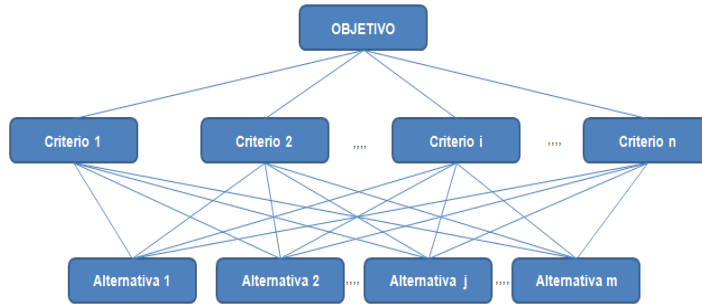 OBJETIVO
Criterio 1 Criterio 2 ,,,, Criterio i ,,,, Criterio n
Alternativa 1 Alternativa 2 ,,,, Alternativa j ,,,, Alternativa m